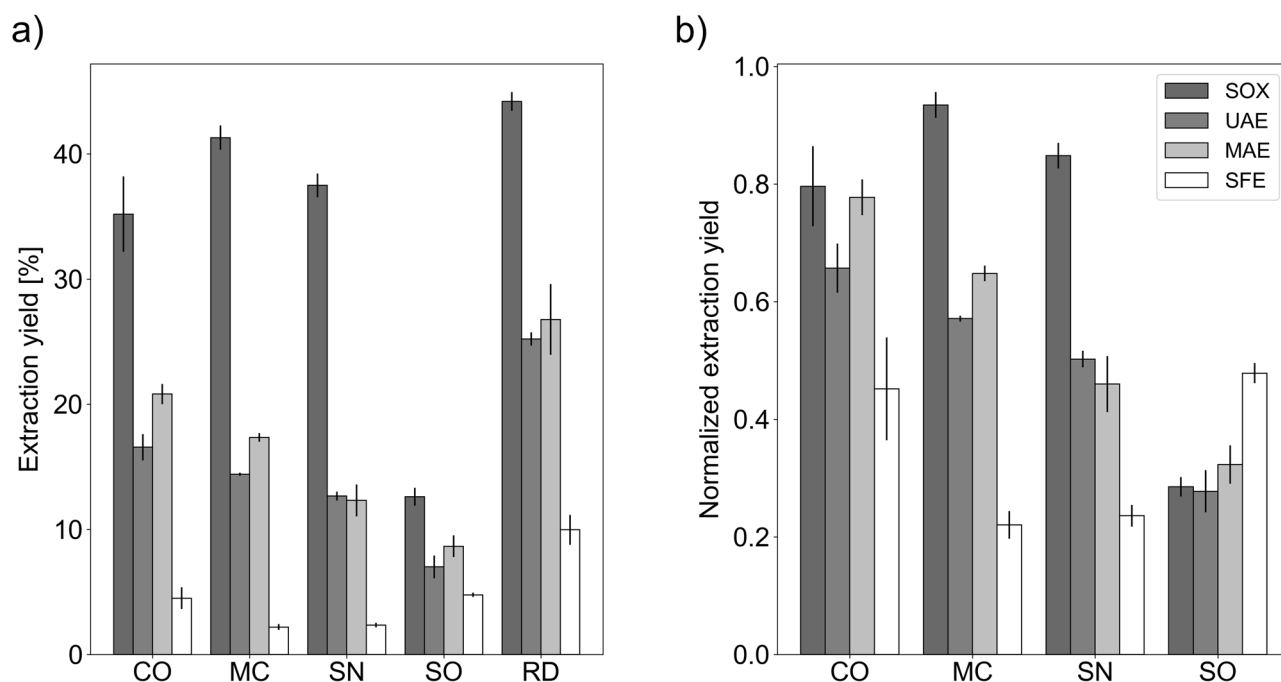 a)
Extraction yield [%]
40
30
20
10
0
CO MC SN SO RD
b)
Normalized extraction yield
1.0
0.8
0.6
0.4
0.2
0.0
CO MC SN SO
SOX
UAE
MAE
SFE